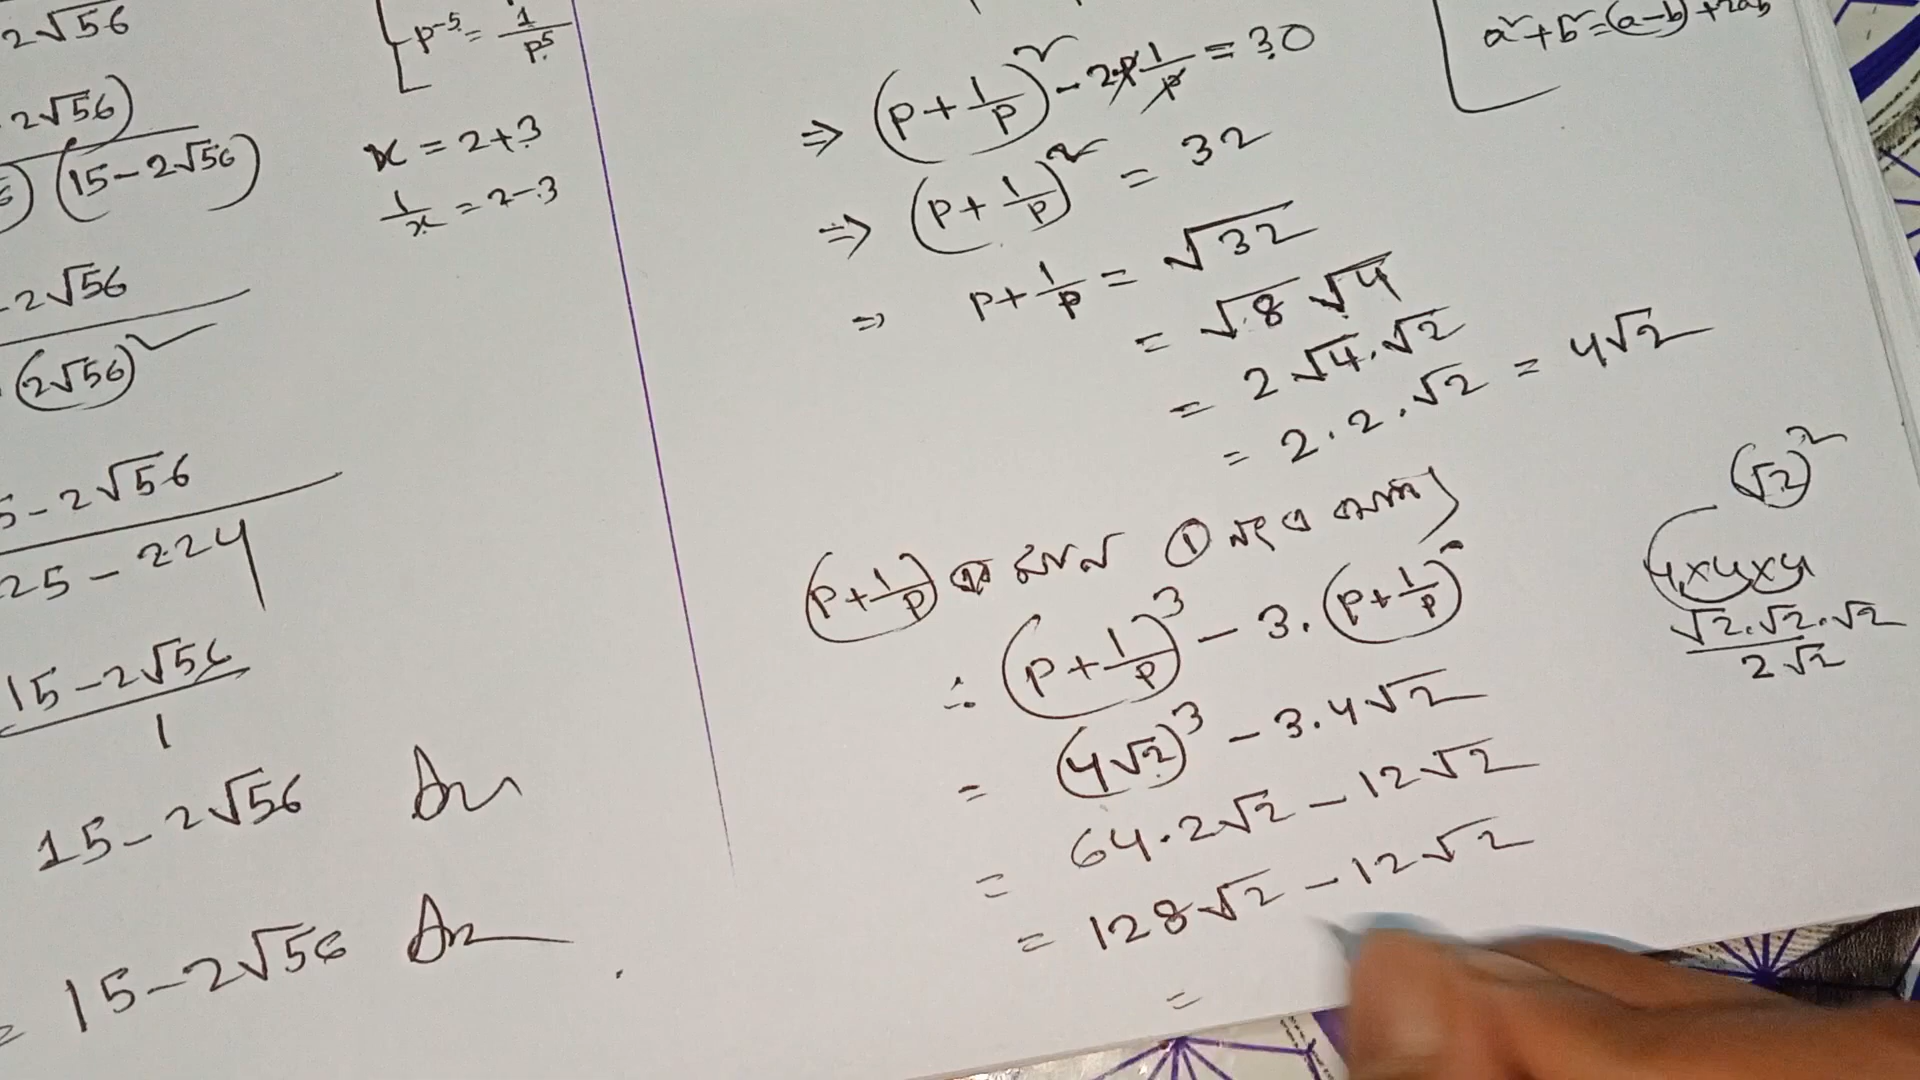 2√56
2√56)
(15-2√56)
-2√56
(2√56)²
5-2√56
25-224
15-2√56
1
15-2√56 Ans
= 15-2√56 Ans
p⁻⁵ = 1/p⁵
x = 2+3
1/x = 2-3
a²+b²=(a-b)²+2ab
⇒ (p+1/p)² - 2·p·1/p = 30
⇒ (p+1/p)² = 32
⇒ p+1/p = √32
= √8 √4
= 2√4·√2
= 2·2·√2 = 4√2
(p+1/p) এর মান ① নং এ
∴ (p+1/p)³ - 3·(p+1/p)
= (4√2)³ - 3·4√2
= 64·2√2 - 12√2
= 128√2 - 12√2
=
(√2)²
4×4×4
√2·√2·√2
2√2